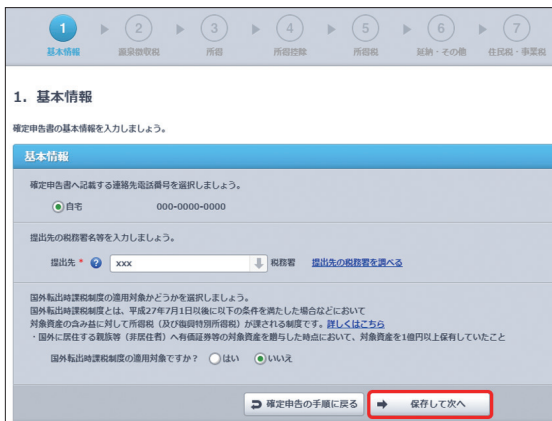 1 2 3 4 5 6 7
基本情報 源泉徴収税 所得 所得控除 所得税 延納・その他 住民税・事業税
1. 基本情報
確定申告書の基本情報を入力しましょう。
基本情報
確定申告書へ記載する連絡先電話番号を選択しましょう。
自宅 000-0000-0000
提出先の税務署名等を入力しましょう。
提出先 * ? xxx 税務署 提出先の税務署を調べる
国外転出時課税制度の適用対象かどうかを選択しましょう。
国外転出時課税制度とは、平成27年7月1日以後に以下の条件を満たした場合などにおいて
対象資産の含み益に対して所得税（及び復興特別所得税）が課される制度です。詳しくはこちら
・国外に居住する親族等（非居住者）へ有価証券等の対象資産を贈与した時点において、対象資産を1億円以上保有していたこと
国外転出時課税制度の適用対象ですか？ はい いいえ
確定申告の手順に戻る 保存して次へ